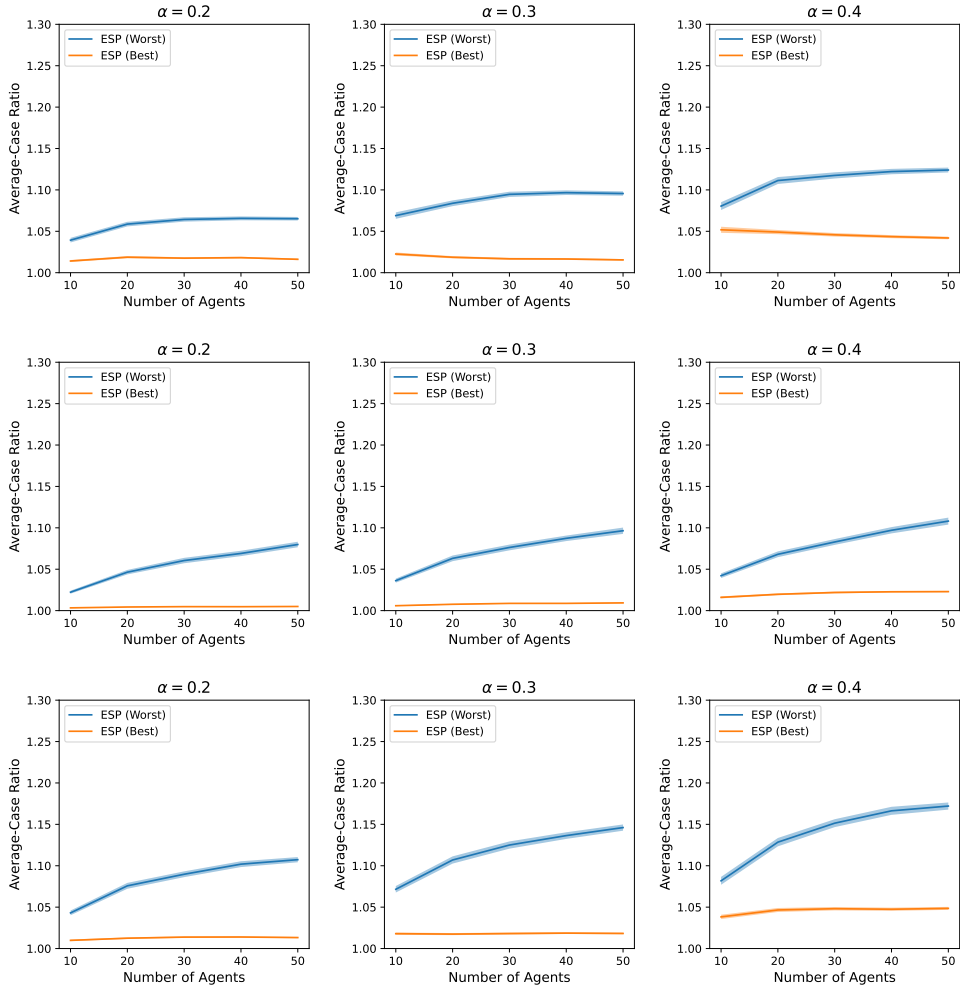 α = 0.2
1.30
1.25
1.20
1.15
1.10
1.05
1.00
Average-Case Ratio
ESP (Worst)
ESP (Best)
10 20 30 40 50
Number of Agents
α = 0.3
1.30
1.25
1.20
1.15
1.10
1.05
1.00
Average-Case Ratio
ESP (Worst)
ESP (Best)
10 20 30 40 50
Number of Agents
α = 0.4
1.30
1.25
1.20
1.15
1.10
1.05
1.00
Average-Case Ratio
ESP (Worst)
ESP (Best)
10 20 30 40 50
Number of Agents
α = 0.2
1.30
1.25
1.20
1.15
1.10
1.05
1.00
Average-Case Ratio
ESP (Worst)
ESP (Best)
10 20 30 40 50
Number of Agents
α = 0.3
1.30
1.25
1.20
1.15
1.10
1.05
1.00
Average-Case Ratio
ESP (Worst)
ESP (Best)
10 20 30 40 50
Number of Agents
α = 0.4
1.30
1.25
1.20
1.15
1.10
1.05
1.00
Average-Case Ratio
ESP (Worst)
ESP (Best)
10 20 30 40 50
Number of Agents
α = 0.2
1.30
1.25
1.20
1.15
1.10
1.05
1.00
Average-Case Ratio
ESP (Worst)
ESP (Best)
10 20 30 40 50
Number of Agents
α = 0.3
1.30
1.25
1.20
1.15
1.10
1.05
1.00
Average-Case Ratio
ESP (Worst)
ESP (Best)
10 20 30 40 50
Number of Agents
α = 0.4
1.30
1.25
1.20
1.15
1.10
1.05
1.00
Average-Case Ratio
ESP (Worst)
ESP (Best)
10 20 30 40 50
Number of Agents